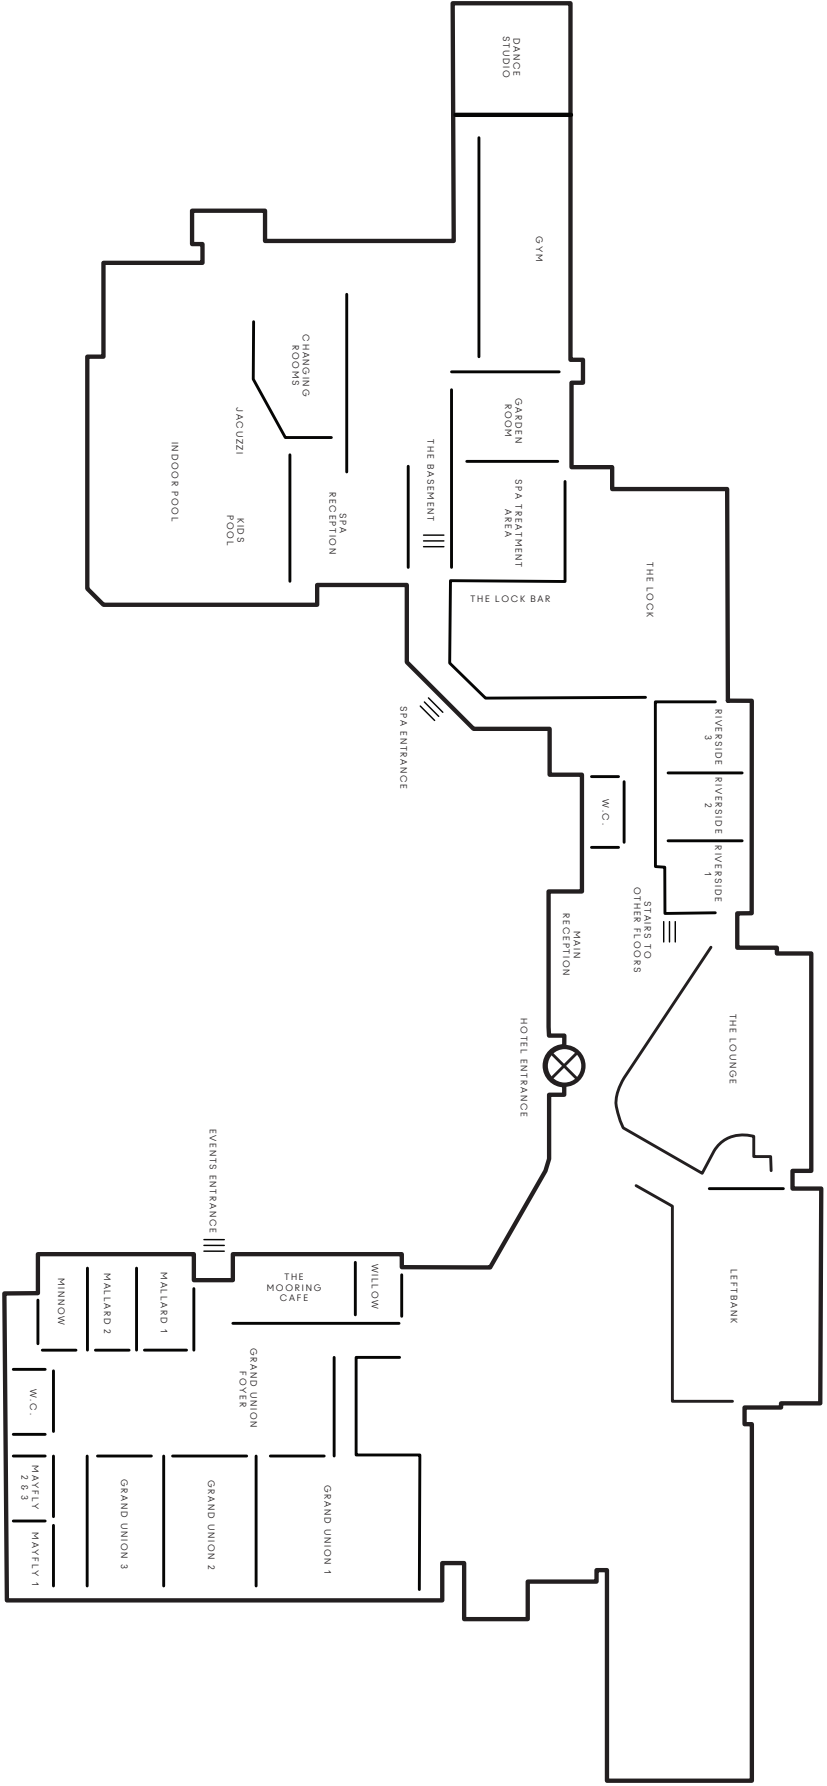 DANCE
STUDIO
GYM
CHANGING
ROOMS
JACUZZI
INDOOR POOL
KIDS
POOL
SPA
RECEPTION
THE BASEMENT
GARDEN
ROOM
SPA TREATMENT
AREA
THE LOCK BAR
THE LOCK
SPA ENTRANCE
RIVERSIDE
3
RIVERSIDE
2
RIVERSIDE
1
W.C.
STAIRS TO
OTHER FLOORS
MAIN
RECEPTION
HOTEL ENTRANCE
THE LOUNGE
EVENTS ENTRANCE
LEFTBANK
THE
MOORING
CAFE
WILLOW
MINNOW
MALLARD 2
MALLARD 1
GRAND UNION
FOYER
W.C.
MAYFLY
2 & 3
MAYFLY 1
GRAND UNION 3
GRAND UNION 2
GRAND UNION 1